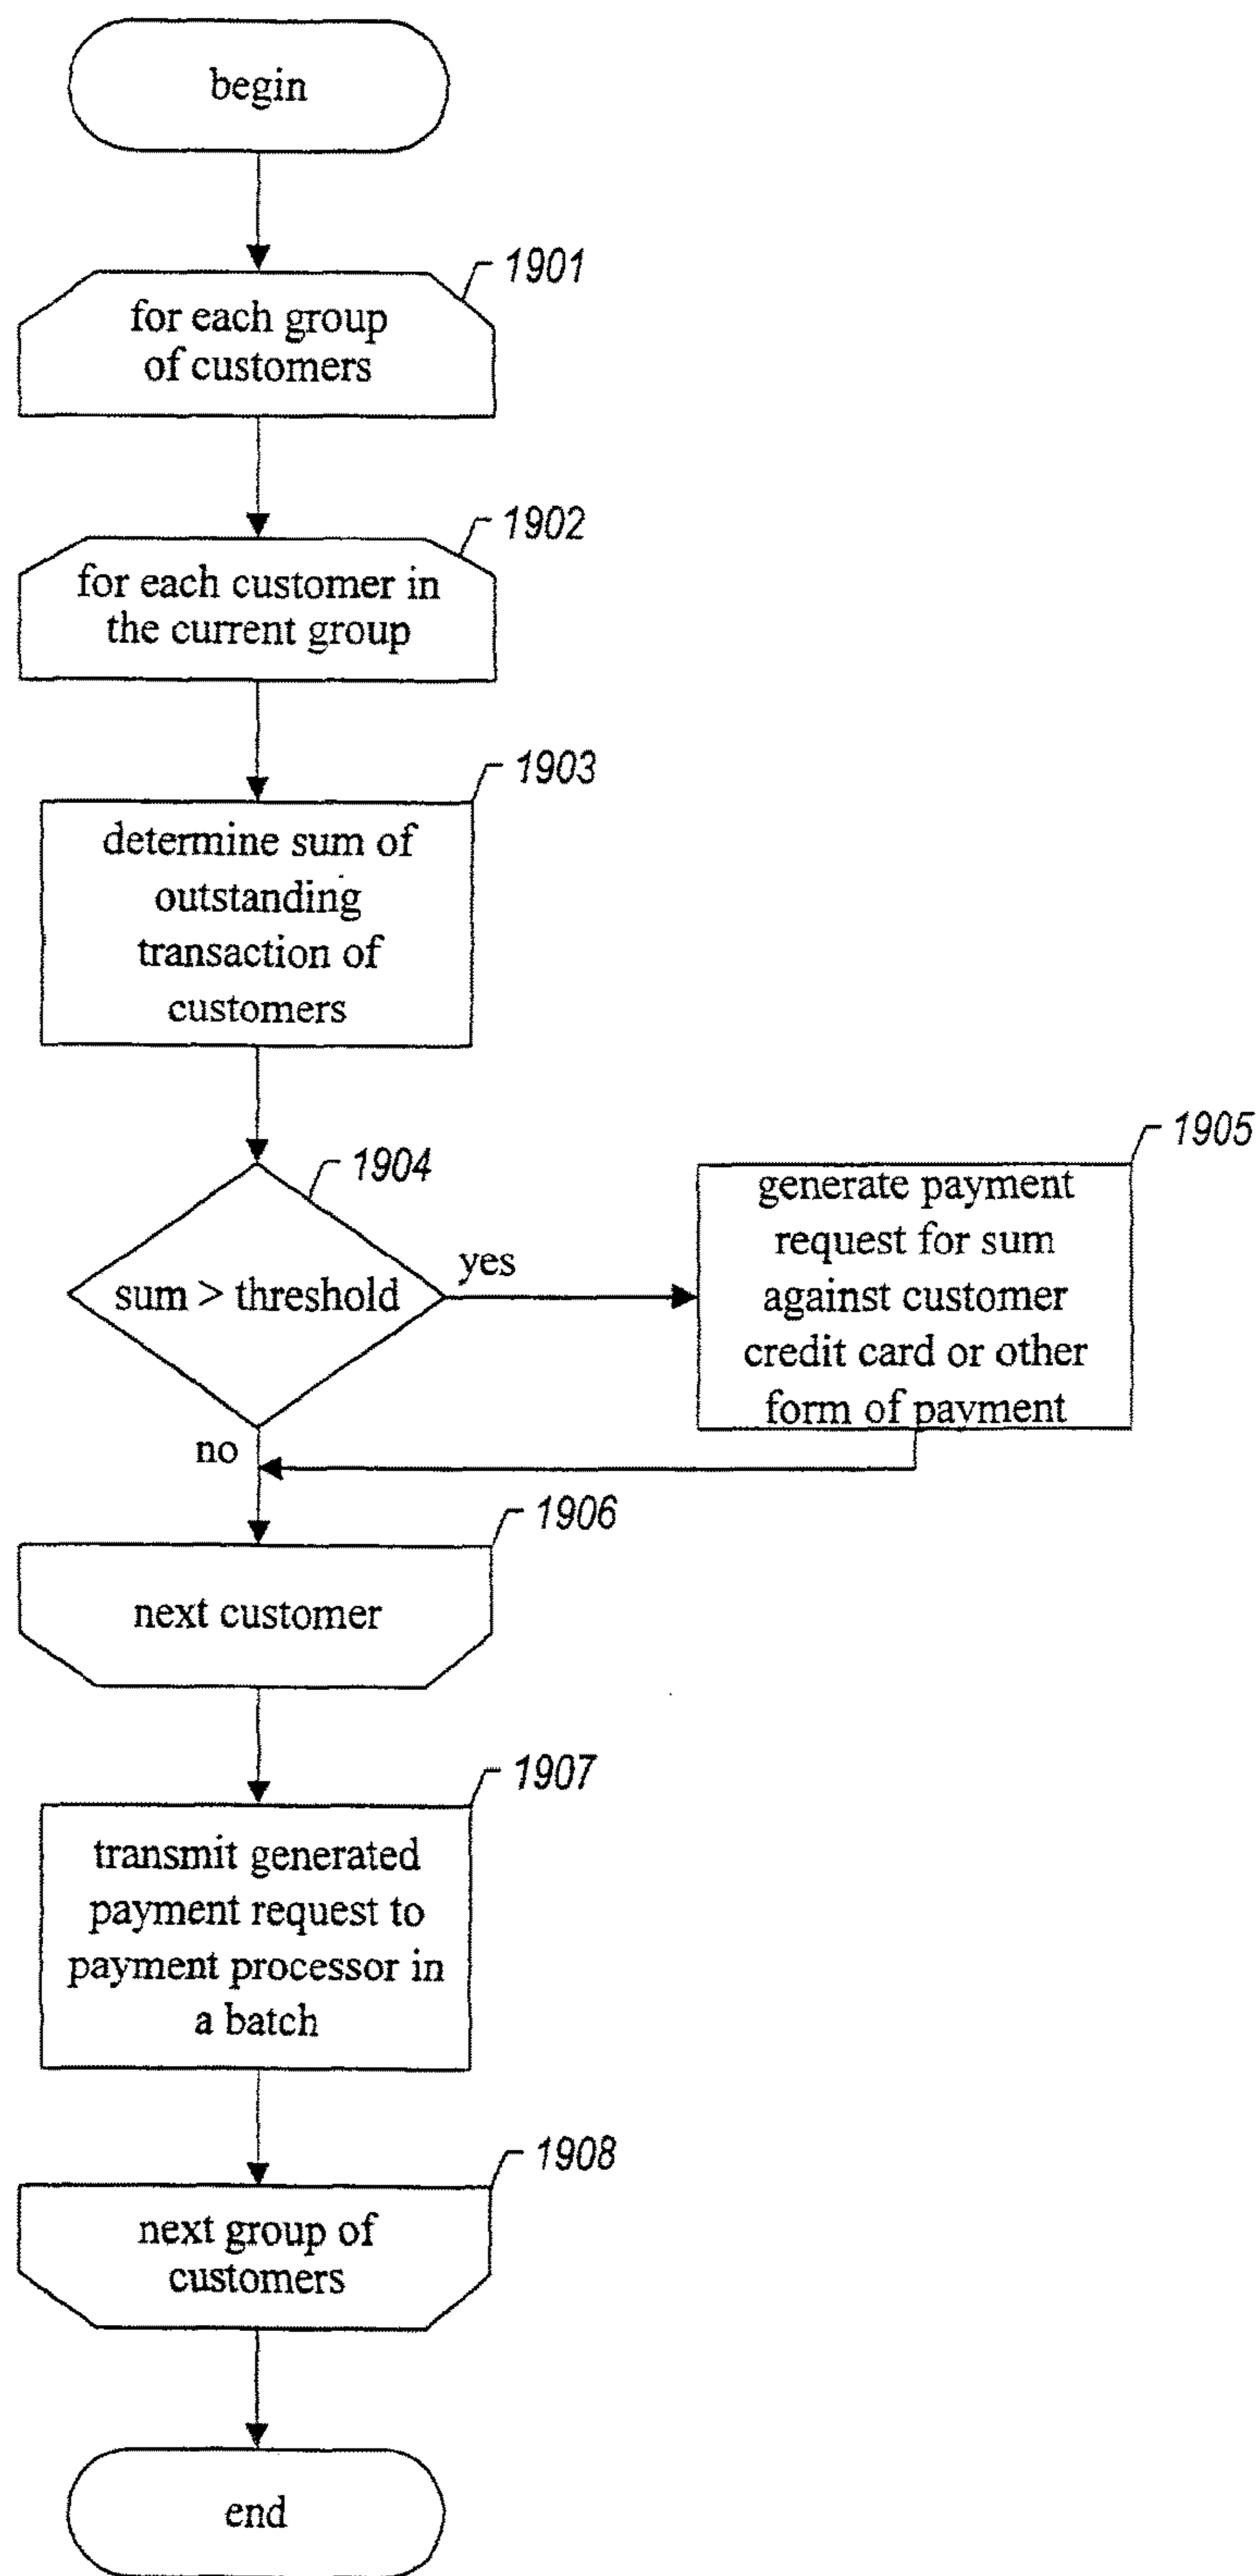 begin
1901
for each group
of customers
1902
for each customer in
the current group
1903
determine sum of
outstanding
transaction of
customers
1904
sum > threshold
yes
1905
generate payment
request for sum
against customer
credit card or other
form of payment
no
1906
next customer
1907
transmit generated
payment request to
payment processor in
a batch
1908
next group of
customers
end